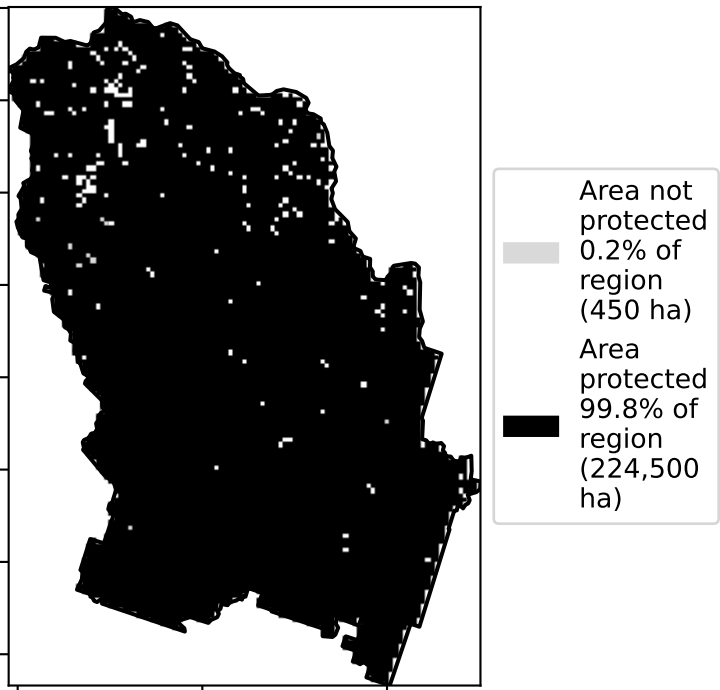 Area not
protected
0.2% of
region
(450 ha)
Area
protected
99.8% of
region
(224,500
ha)